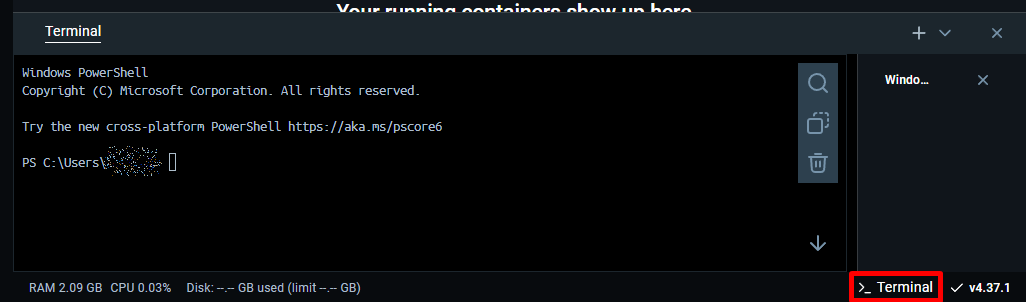 Your running containers show up here
Terminal
Windows PowerShell
Copyright (C) Microsoft Corporation. All rights reserved.
Windo...
Try the new cross-platform PowerShell https://aka.ms/pscore6
PS C:\Users\
RAM 2.09 GB CPU 0.03% Disk: --.-- GB used (limit --.-- GB)
>_ Terminal
v4.37.1